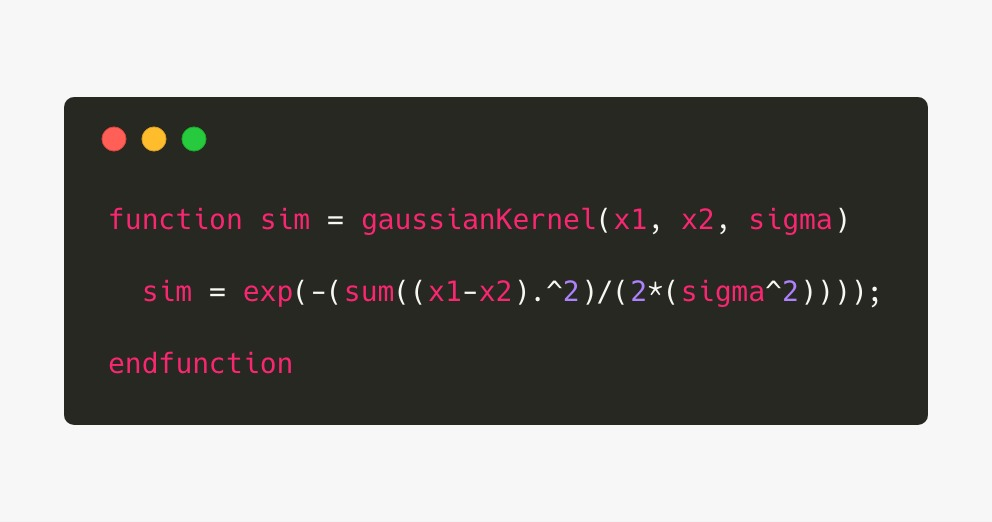 function sim = gaussianKernel(x1, x2, sigma)
sim = exp(-(sum((x1-x2).^2)/(2*(sigma^2))));
endfunction